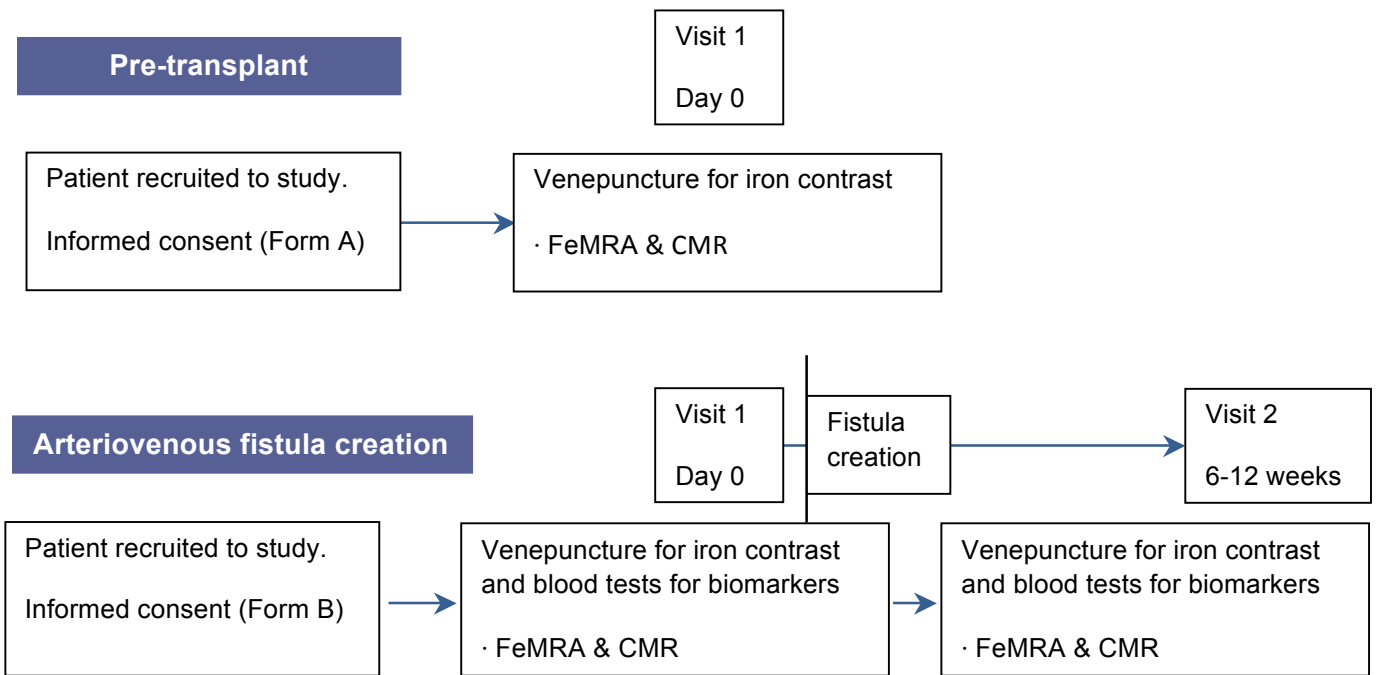 Pre-transplant
Visit 1
Day 0
Patient recruited to study.
Informed consent (Form A)
Venepuncture for iron contrast
· FeMRA & CMR
Arteriovenous fistula creation
Visit 1
Day 0
Fistula
creation
Visit 2
6-12 weeks
Patient recruited to study.
Informed consent (Form B)
Venepuncture for iron contrast
and blood tests for biomarkers
· FeMRA & CMR
Venepuncture for iron contrast
and blood tests for biomarkers
· FeMRA & CMR